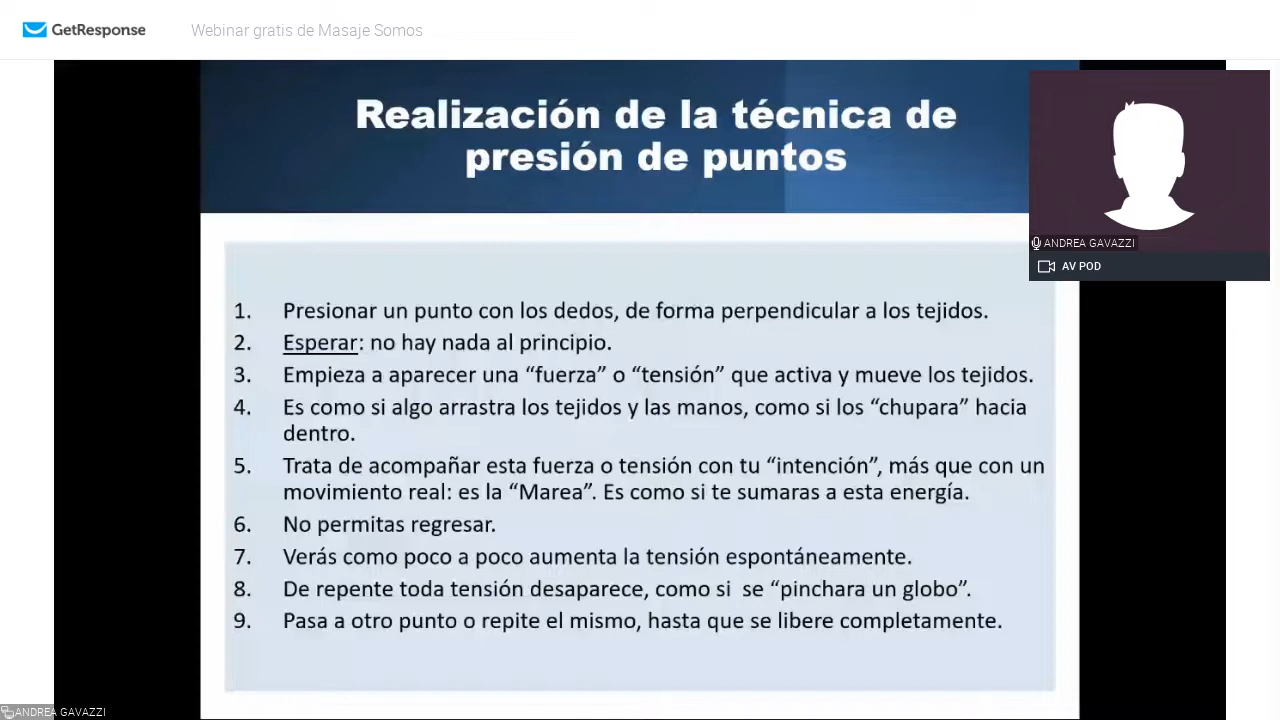 GetResponse
Webinar gratis de Masaje Somos
Realización de la técnica de
presión de puntos
ANDREA GAVAZZI
AV POD
1. Presionar un punto con los dedos, de forma perpendicular a los tejidos.
2. Esperar: no hay nada al principio.
3. Empieza a aparecer una “fuerza” o “tensión” que activa y mueve los tejidos.
4. Es como si algo arrastra los tejidos y las manos, como si los “chupara” hacia
dentro.
5. Trata de acompañar esta fuerza o tensión con tu “intención”, más que con un
movimiento real: es la “Marea”. Es como si te sumaras a esta energía.
6. No permitas regresar.
7. Verás como poco a poco aumenta la tensión espontáneamente.
8. De repente toda tensión desaparece, como si  se “pinchara un globo”.
9. Pasa a otro punto o repite el mismo, hasta que se libere completamente.
ANDREA GAVAZZI